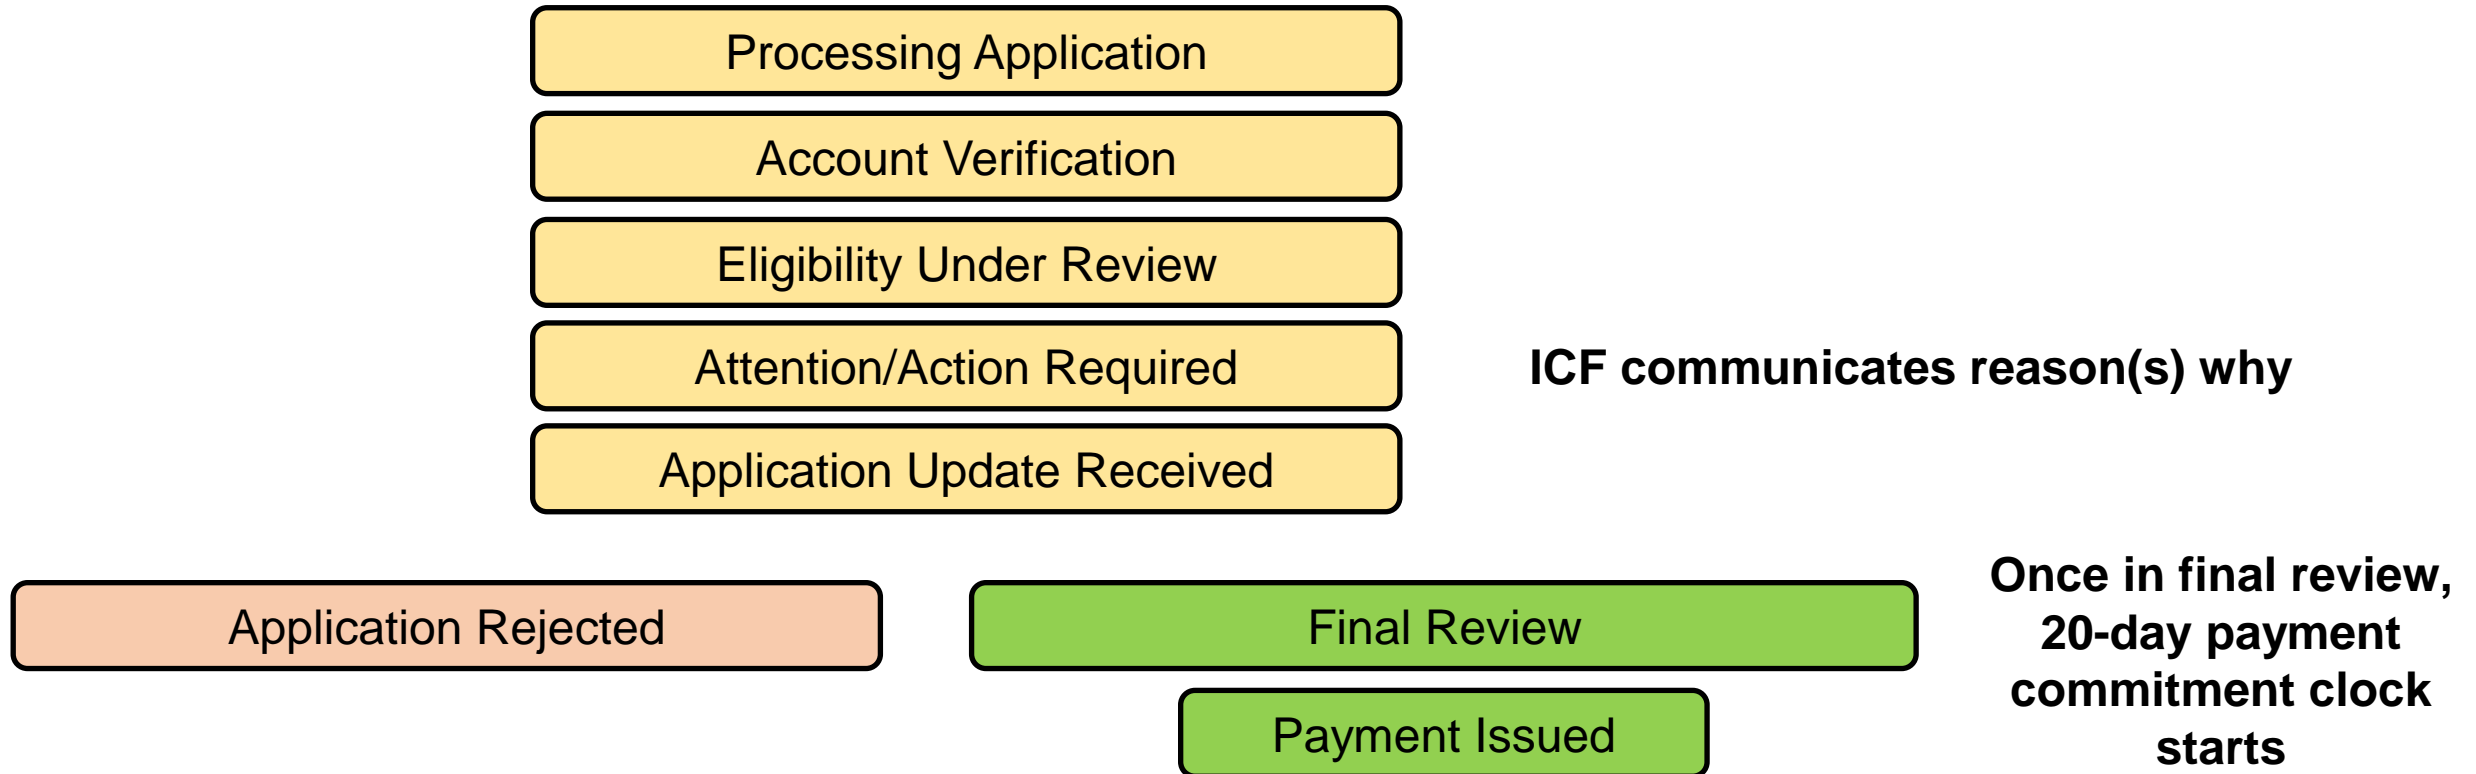 Processing Application
Account Verification
Eligibility Under Review
Attention/Action Required
ICF communicates reason(s) why
Application Update Received
Application Rejected
Final Review
Once in final review,
20-day payment
commitment clock
starts
Payment Issued